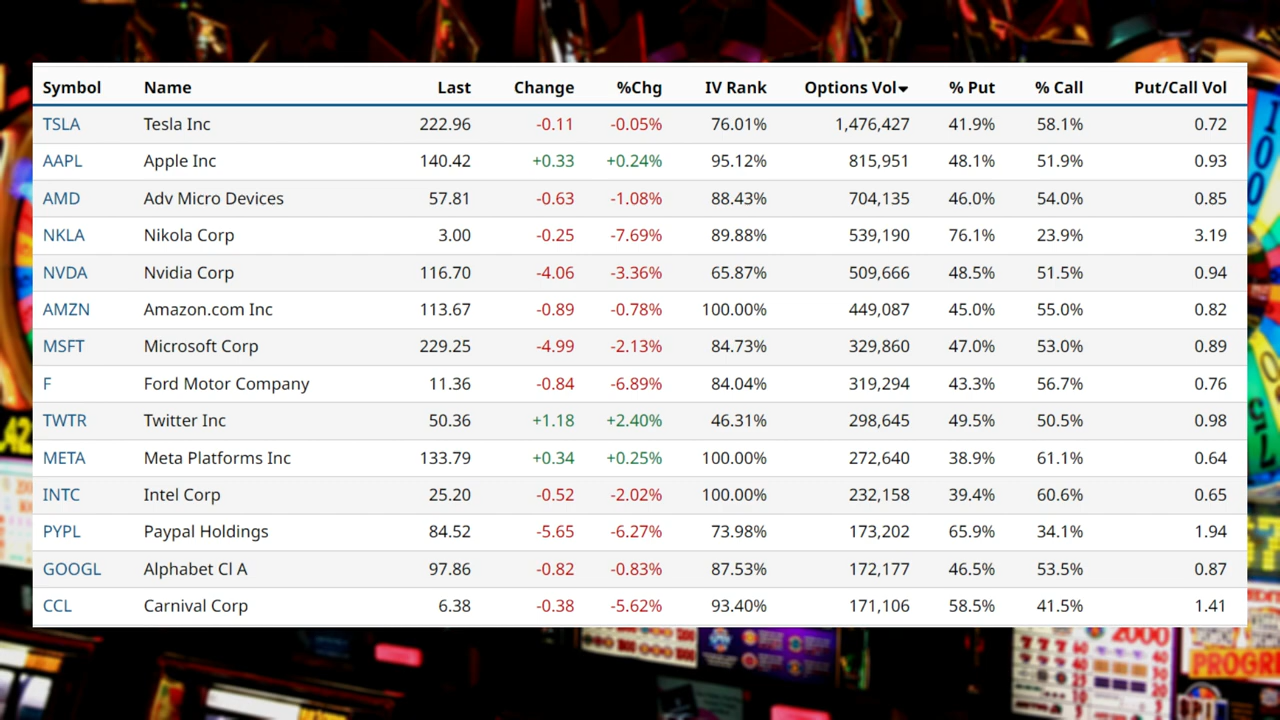 Symbol Name Last Change %Chg IV Rank Options Vol % Put % Call Put/Call Vol
TSLA Tesla Inc 222.96 -0.11 -0.05% 76.01% 1,476,427 41.9% 58.1% 0.72
AAPL Apple Inc 140.42 +0.33 +0.24% 95.12% 815,951 48.1% 51.9% 0.93
AMD Adv Micro Devices 57.81 -0.63 -1.08% 88.43% 704,135 46.0% 54.0% 0.85
NKLA Nikola Corp 3.00 -0.25 -7.69% 89.88% 539,190 76.1% 23.9% 3.19
NVDA Nvidia Corp 116.70 -4.06 -3.36% 65.87% 509,666 48.5% 51.5% 0.94
AMZN Amazon.com Inc 113.67 -0.89 -0.78% 100.00% 449,087 45.0% 55.0% 0.82
MSFT Microsoft Corp 229.25 -4.99 -2.13% 84.73% 329,860 47.0% 53.0% 0.89
F Ford Motor Company 11.36 -0.84 -6.89% 84.04% 319,294 43.3% 56.7% 0.76
TWTR Twitter Inc 50.36 +1.18 +2.40% 46.31% 298,645 49.5% 50.5% 0.98
META Meta Platforms Inc 133.79 +0.34 +0.25% 100.00% 272,640 38.9% 61.1% 0.64
INTC Intel Corp 25.20 -0.52 -2.02% 100.00% 232,158 39.4% 60.6% 0.65
PYPL Paypal Holdings 84.52 -5.65 -6.27% 73.98% 173,202 65.9% 34.1% 1.94
GOOGL Alphabet Cl A 97.86 -0.82 -0.83% 87.53% 172,177 46.5% 53.5% 0.87
CCL Carnival Corp 6.38 -0.38 -5.62% 93.40% 171,106 58.5% 41.5% 1.41
100
2000
PROGRE